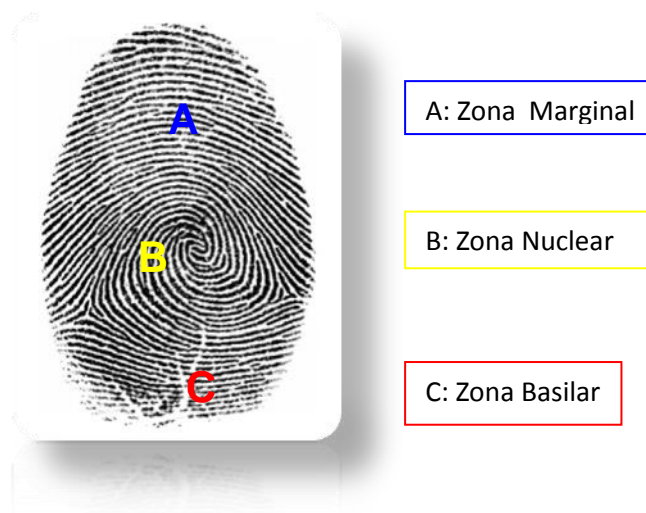 A
A: Zona Marginal
B
B: Zona Nuclear
C
C: Zona Basilar